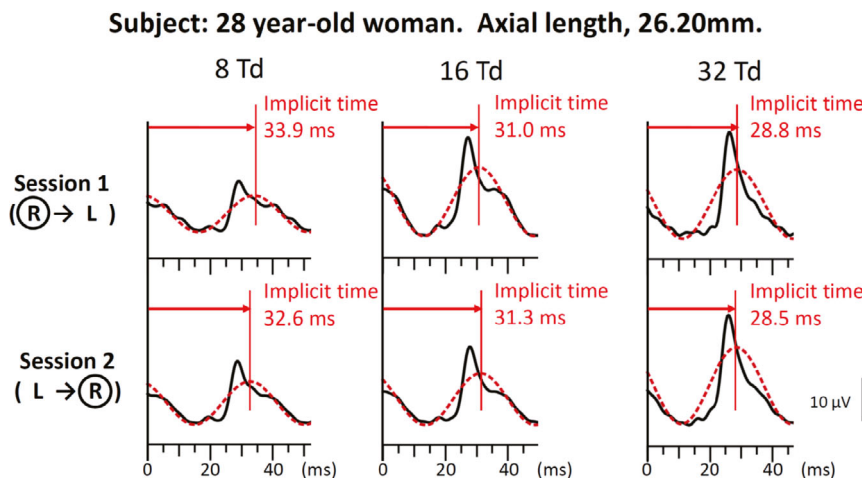 Subject: 28 year-old woman. Axial length, 26.20mm.
8 Td 16 Td 32 Td
Implicit time Implicit time Implicit time
33.9 ms 31.0 ms 28.8 ms
Session 1
(R→ L )
Implicit time Implicit time Implicit time
32.6 ms 31.3 ms 28.5 ms
Session 2
( L →R)
10 μV
0 20 40 (ms) 0 20 40 (ms) 0 20 40 (ms)